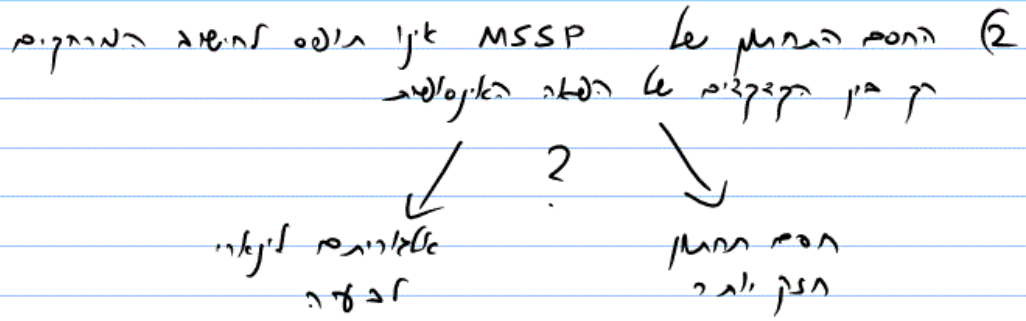 2) החסם התחתון של MSSP אינו תופס לחישוב המרחקים
רק בין הקדקדים של הפאה האינסופית
?
חסם תחתון אלגוריתם לינארי
חזק יותר לבעיה